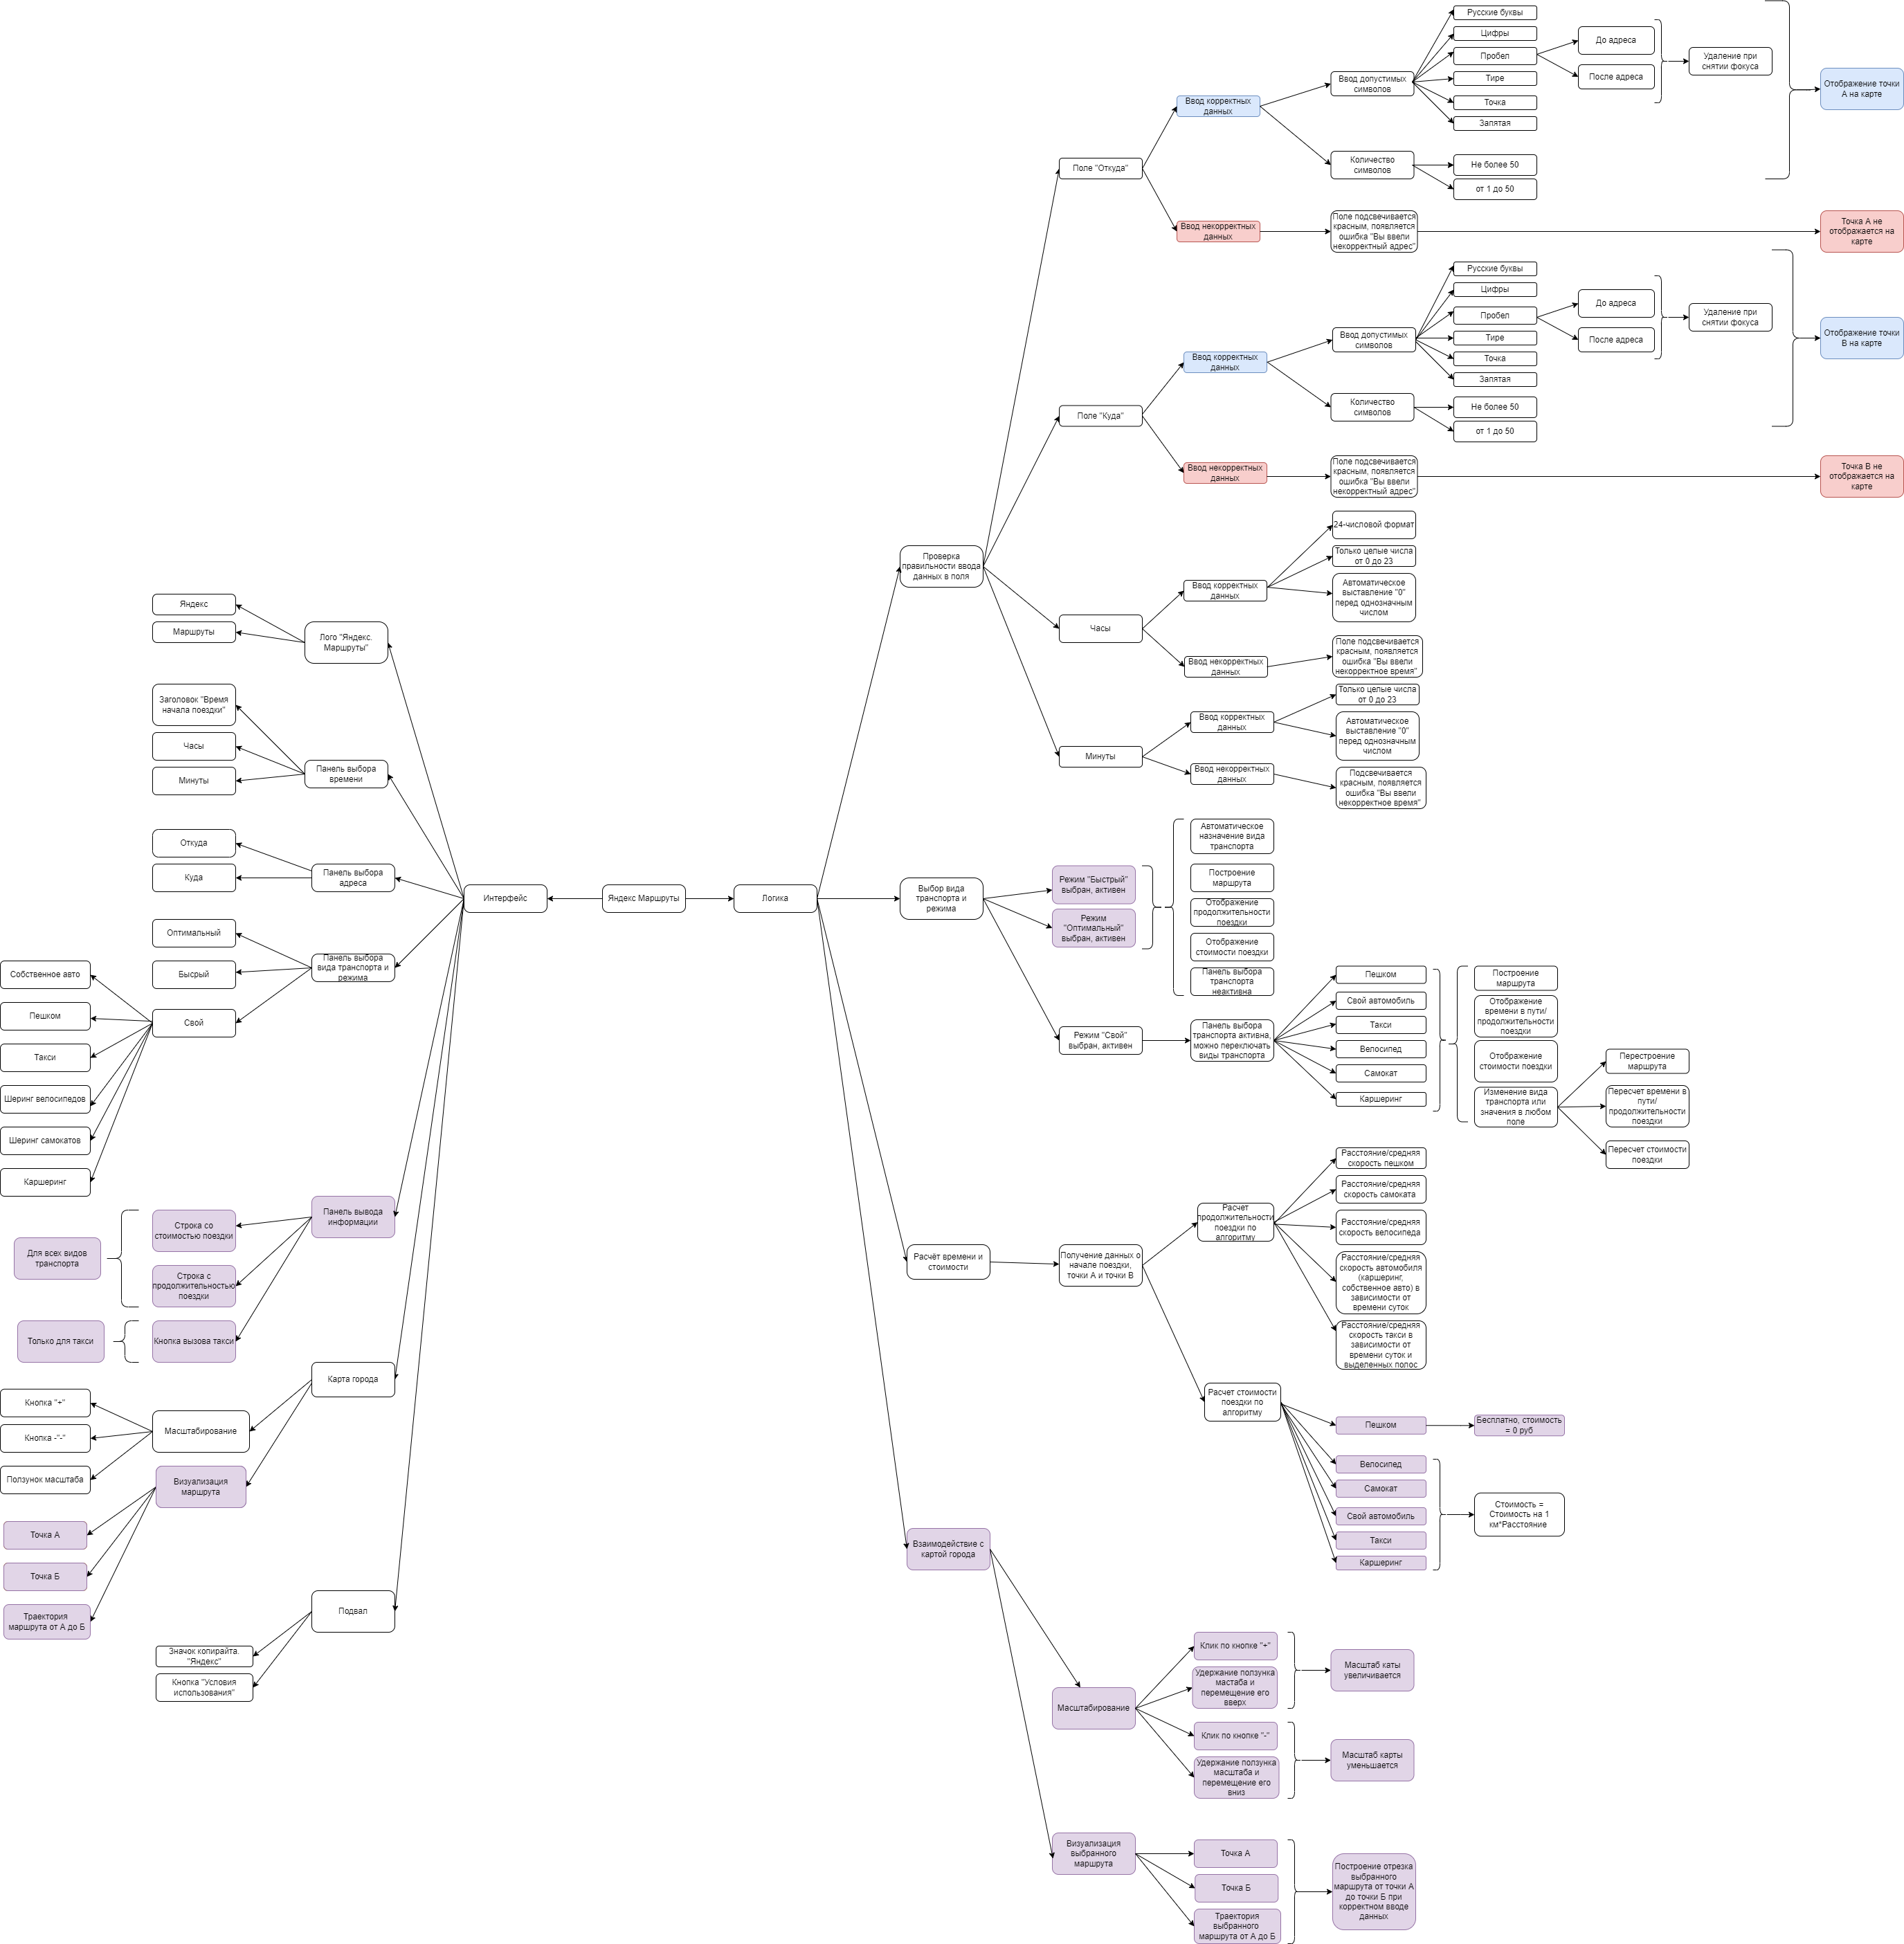 Русские буквы
Цифры
Пробел
Тире
Точка
Запятая
До адреса
После адреса
Удаление при
снятии фокуса
Отображение точки
А на карте
Ввод допустимых
символов
Ввод корректных
данных
Количество
символов
Не более 50
от 1 до 50
Поле "Откуда"
Ввод некорректных
данных
Поле подсвечивается
красным, появляется
ошибка "Вы ввели
некорректный адрес"
Точка А не
отображается на
карте
Русские буквы
Цифры
Пробел
Тире
Точка
Запятая
До адреса
После адреса
Удаление при
снятии фокуса
Отображение точки
В на карте
Ввод допустимых
символов
Ввод корректных
данных
Количество
символов
Не более 50
от 1 до 50
Поле "Куда"
Ввод некорректных
данных
Поле подсвечивается
красным, появляется
ошибка "Вы ввели
некорректный адрес"
Точка В не
отображается на
карте
Проверка
правильности ввода
данных в поля
24-числовой формат
Только целые числа
от 0 до 23
Автоматическое
выставление "0"
перед однозначным
числом
Ввод корректных
данных
Часы
Ввод некорректных
данных
Поле подсвечивается
красным, появляется
ошибка "Вы ввели
некорректное время"
Только целые числа
от 0 до 23
Автоматическое
выставление "0"
перед однозначным
числом
Ввод корректных
данных
Минуты
Ввод некорректных
данных
Подсвечивается
красным, появляется
ошибка "Вы ввели
некорректное время"
Яндекс
Маршруты
Лого "Яндекс.
Маршруты"
Заголовок "Время
начала поездки"
Часы
Минуты
Панель выбора
времени
Откуда
Куда
Панель выбора
адреса
Интерфейс
Яндекс Маршруты
Логика
Оптимальный
Бысрый
Свой
Панель выбора
вида транспорта и
режима
Собственное авто
Пешком
Такси
Шеринг велосипедов
Шеринг самокатов
Каршеринг
Панель вывода
информации
Строка со
стоимостью поездки
Строка с
продолжительностью
поездки
Для всех видов
транспорта
Только для такси
Кнопка вызова такси
Карта города
Масштабирование
Кнопка "+"
Кнопка -"-"
Ползунок масштаба
Визуализация
маршрута
Точка А
Точка Б
Траектория
маршрута от А до Б
Подвал
Значок копирайта.
"Яндекс"
Кнопка "Условия
использования"
Выбор вида
транспорта и
режима
Режим "Быстрый"
выбран, активен
Режим
"Оптимальный"
выбран, активен
Автоматическое
назначение вида
транспорта
Построение
маршрута
Отображение
продолжительности
поездки
Отображение
стоимости поездки
Панель выбора
транспорта
неактивна
Режим "Свой"
выбран, активен
Панель выбора
транспорта активна,
можно переключать
виды транспорта
Пешком
Свой автомобиль
Такси
Велосипед
Самокат
Каршеринг
Построение
маршрута
Отображение
времени в пути/
продолжительности
поездки
Отображение
стоимости поездки
Изменение вида
транспорта или
значения в любом
поле
Перестроение
маршрута
Пересчет времени в
пути/
продолжительности
поездки
Пересчет стоимости
поездки
Расчёт времени и
стоимости
Получение данных о
начале поездки,
точки А и точки В
Расчет
продолжительности
поездки по
алгоритму
Расстояние/средняя
скорость пешком
Расстояние/средняя
скорость самоката
Расстояние/средняя
скорость велосипеда
Расстояние/средняя
скорость автомобиля
(каршеринг,
собственное авто) в
зависимости от
времени суток
Расстояние/средняя
скорость такси в
зависимости от
времени суток и
выделенных полос
Расчет стоимости
поездки по
алгоритму
Пешком
Бесплатно, стоимость
= 0 руб
Велосипед
Самокат
Свой автомобиль
Такси
Каршеринг
Стоимость =
Стоимость на 1
км*Расстояние
Взаимодействие с
картой города
Масштабирование
Клик по кнопке "+"
Удержание ползунка
мастаба и
перемещение его
вверх
Масштаб каты
увеличивается
Клик по кнопке "-"
Удержание ползунка
масштаба и
перемещение его
вниз
Масштаб карты
уменьшается
Визуализация
выбранного
маршрута
Точка А
Точка Б
Траектория
выбранного
маршрута от А до Б
Построение отрезка
выбранного
маршрута от точки А
до точки Б при
корректном вводе
данных